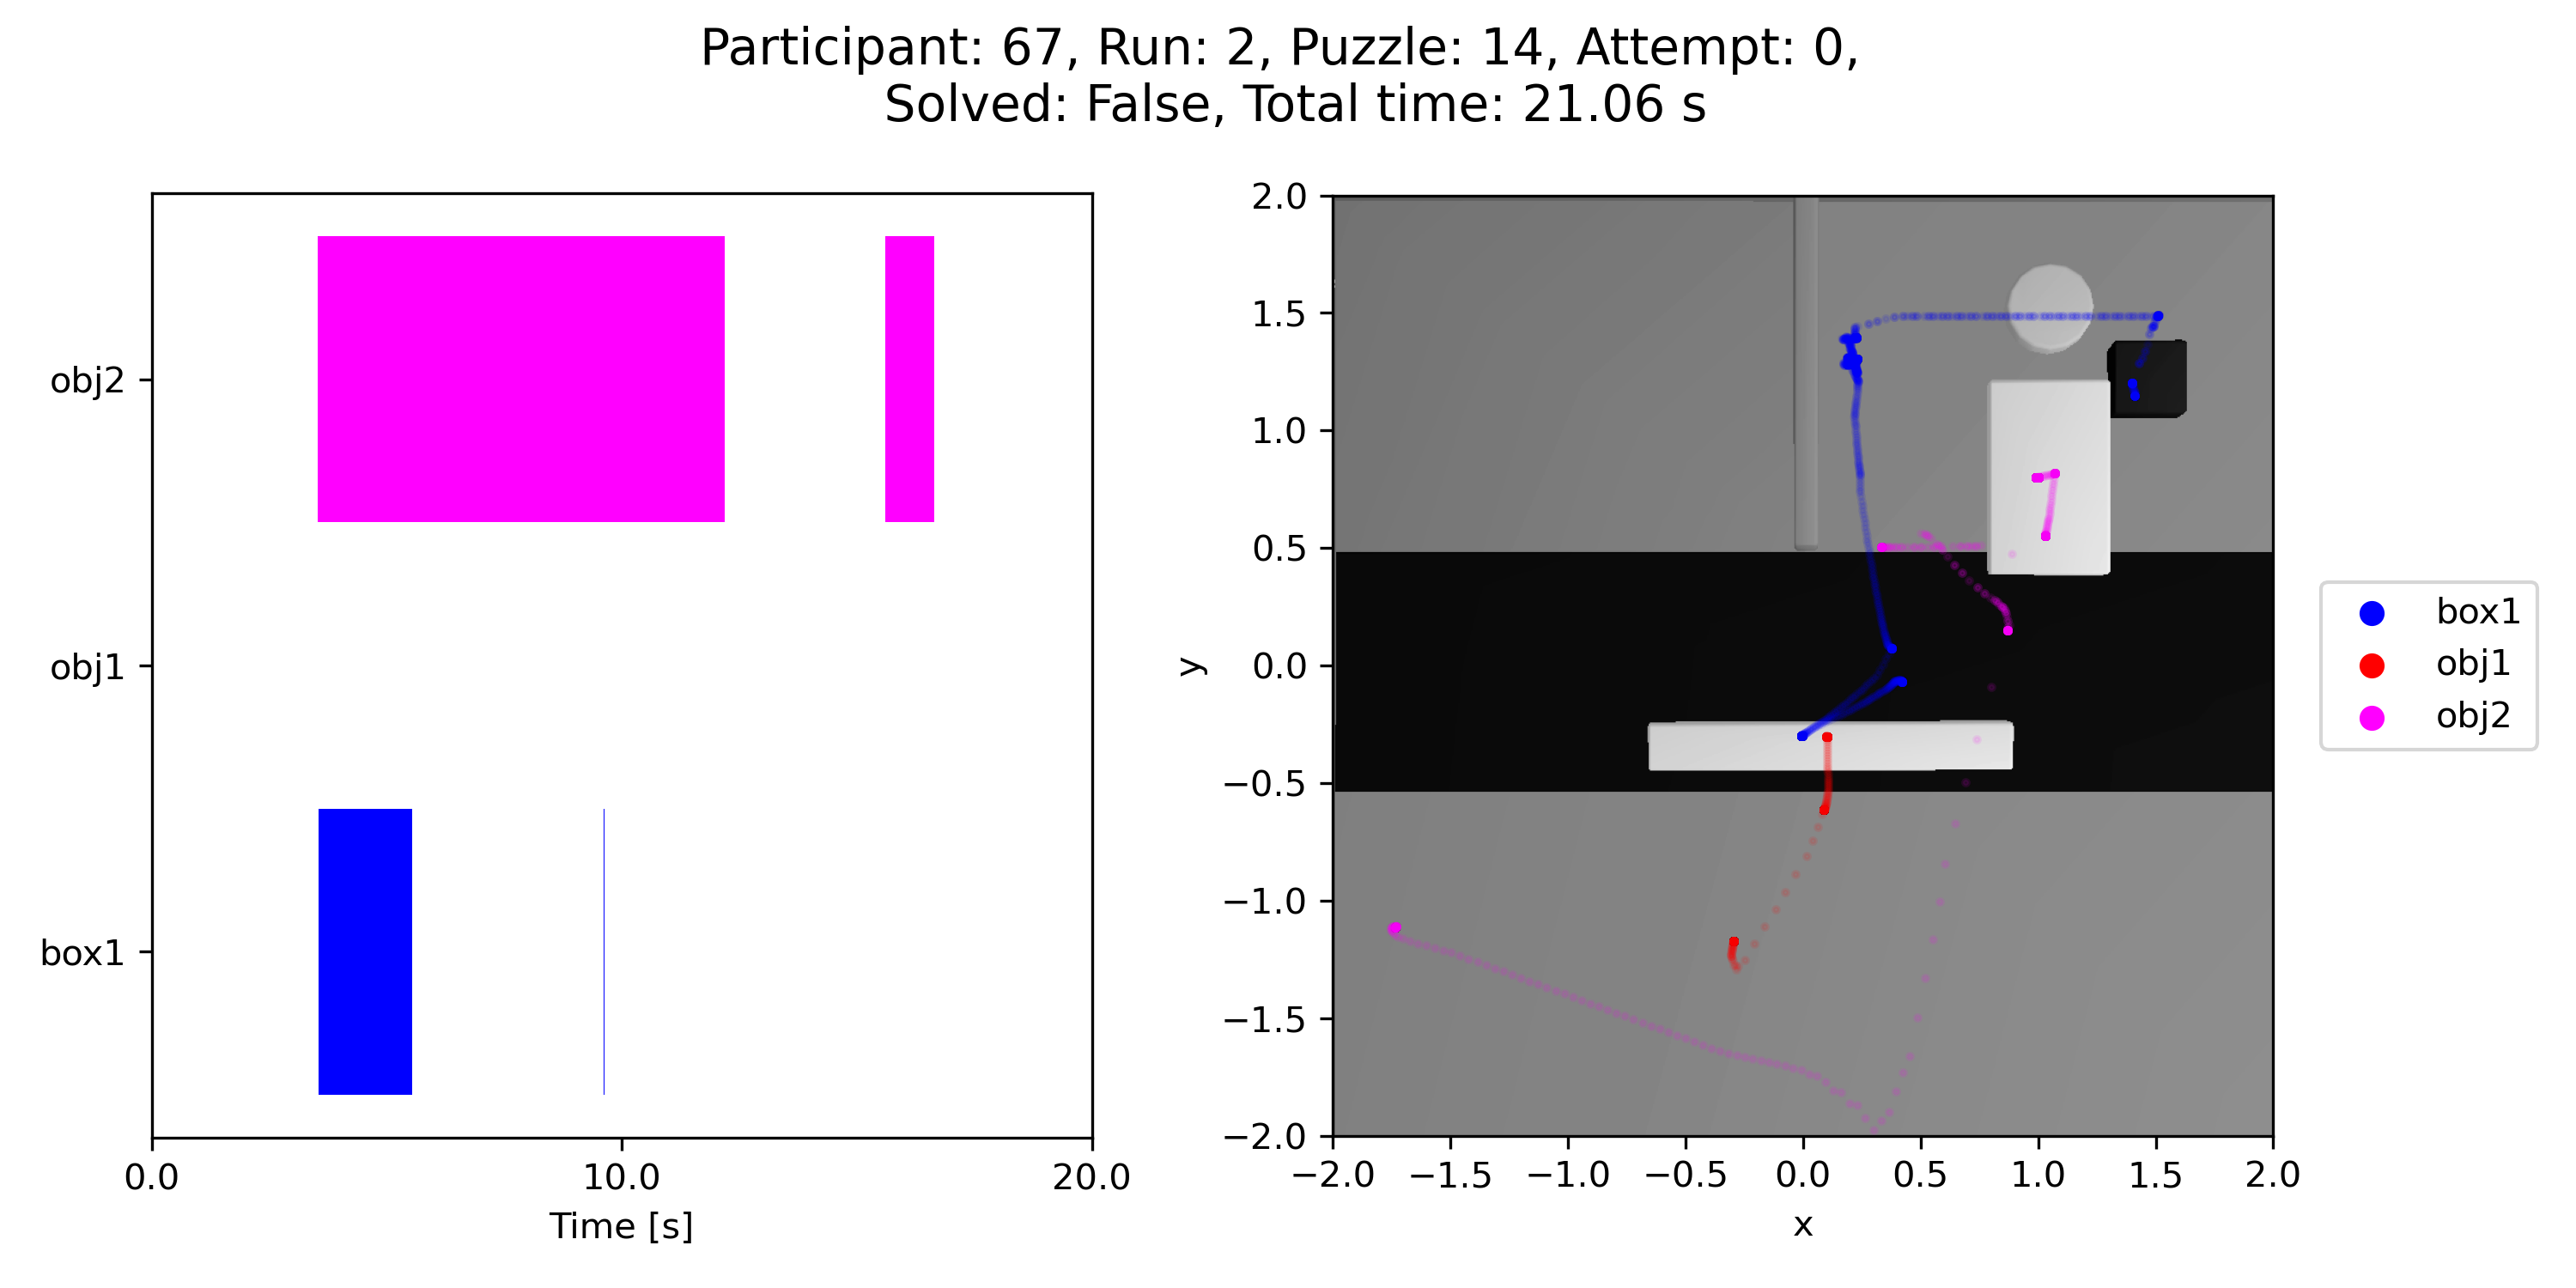 Participant: 67, Run: 2, Puzzle: 14, Attempt: 0,
Solved: False, Total time: 21.06 s
obj2
obj1
box1
0.0 10.0 20.0
Time [s]
2.0
1.5
1.0
0.5
0.0
−0.5
−1.0
−1.5
−2.0
y
−2.0 −1.5 −1.0 −0.5 0.0 0.5 1.0 1.5 2.0
x
box1
obj1
obj2